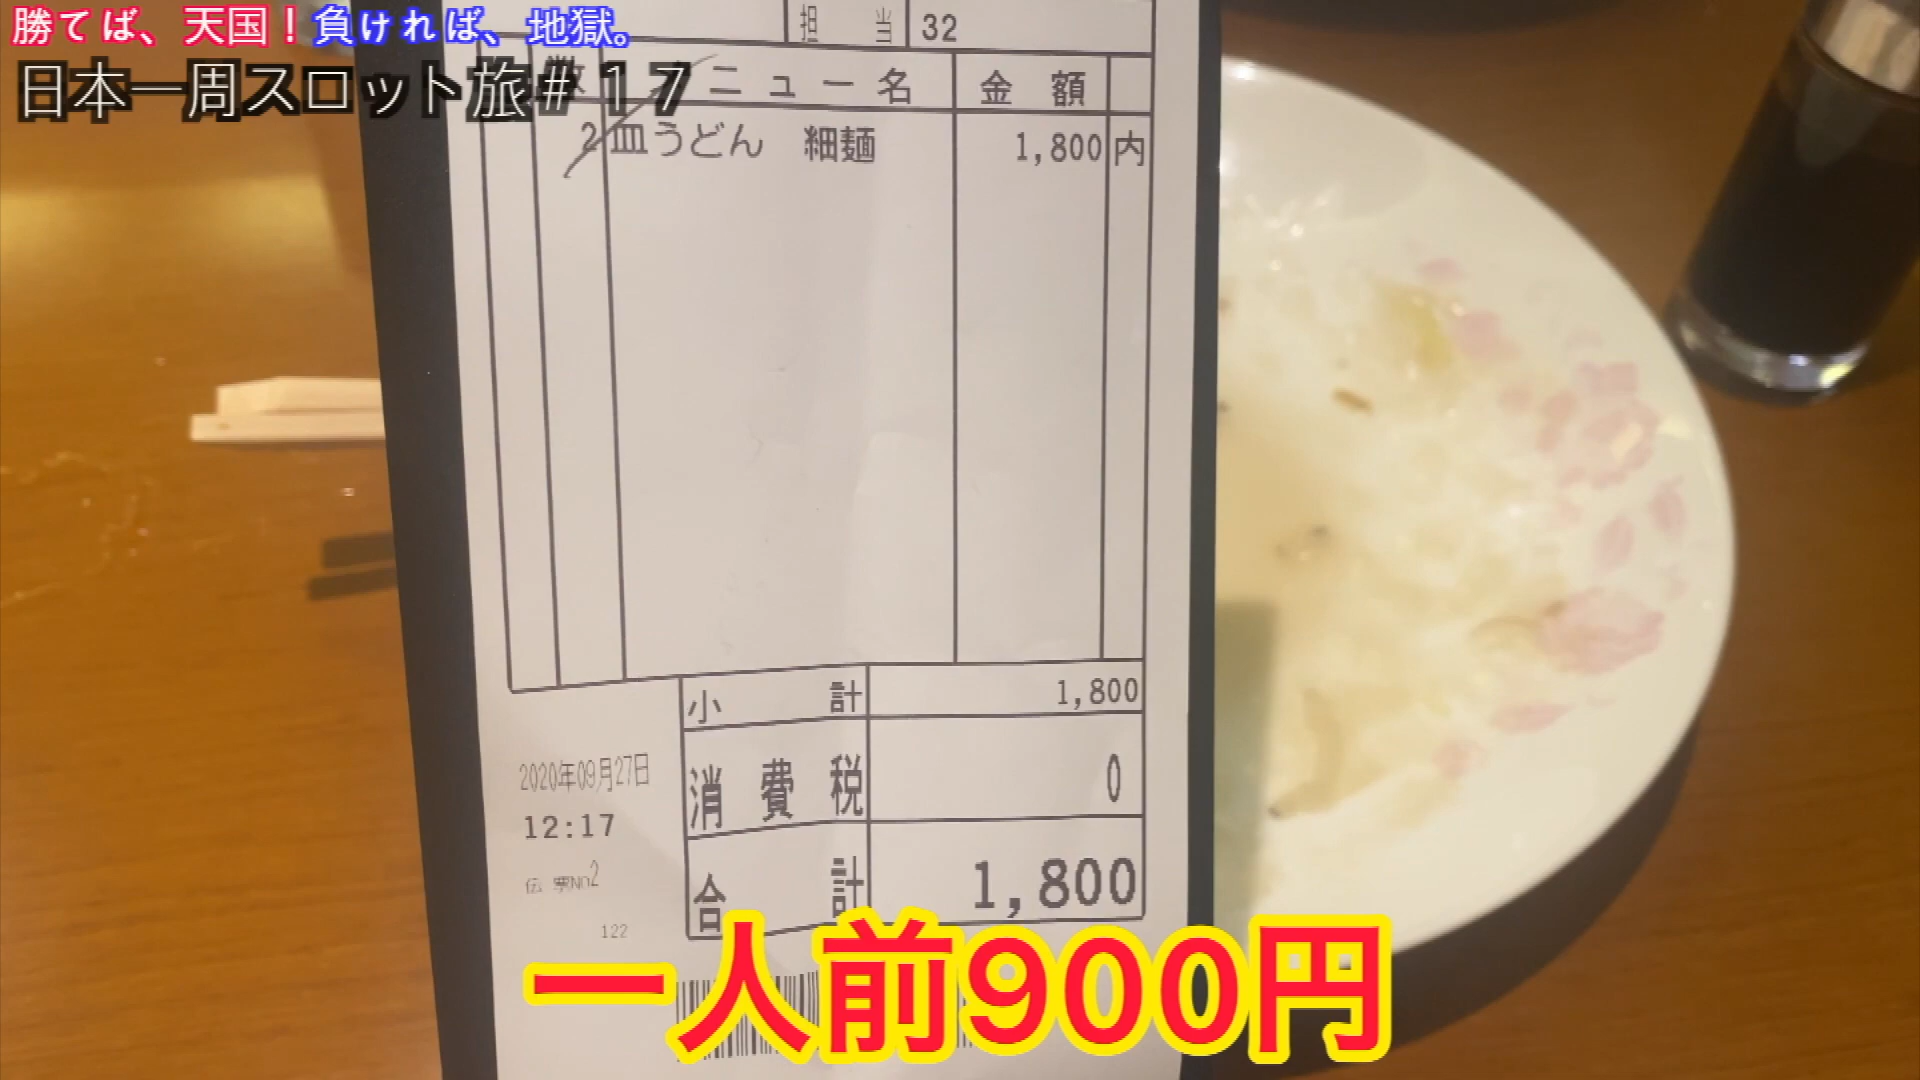 勝てば、天国！負ければ、地獄。
日本一周スロット旅＃１７
担当 32
数 ニュー名 金額
2 皿うどん 細麺 1,800 内
小計 1,800
消費税 0
合計 1,800
2020年09月27日
12:17
伝票No2
122
一人前900円